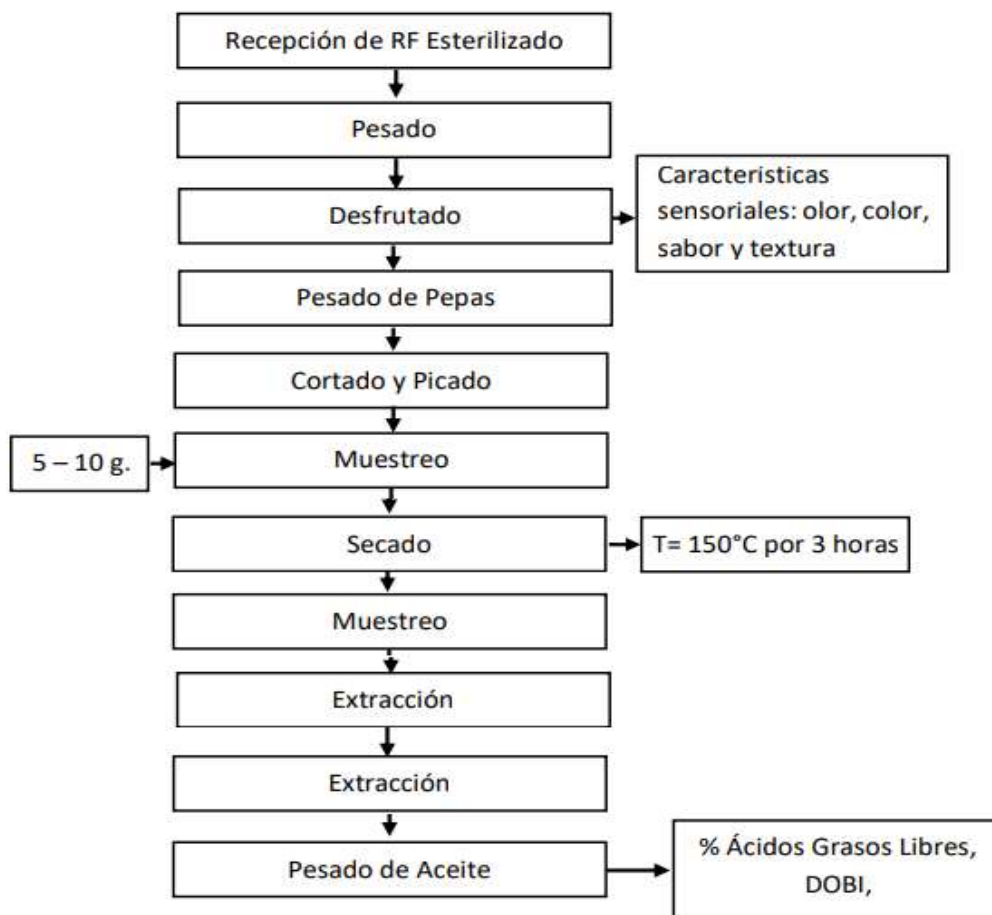 Recepción de RF Esterilizado
Pesado
Desfrutado
Caracteristicas
sensoriales: olor, color,
sabor y textura
Pesado de Pepas
Cortado y Picado
5 – 10 g.
Muestreo
Secado
T= 150°C por 3 horas
Muestreo
Extracción
Extracción
Pesado de Aceite
% Ácidos Grasos Libres,
DOBI,